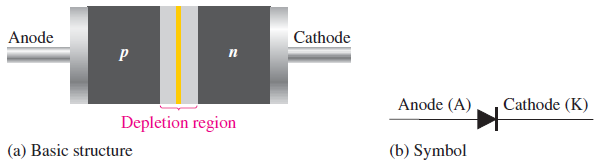 Anode
Cathode
p
n
Depletion region
(a) Basic structure
Anode (A)
Cathode (K)
(b) Symbol